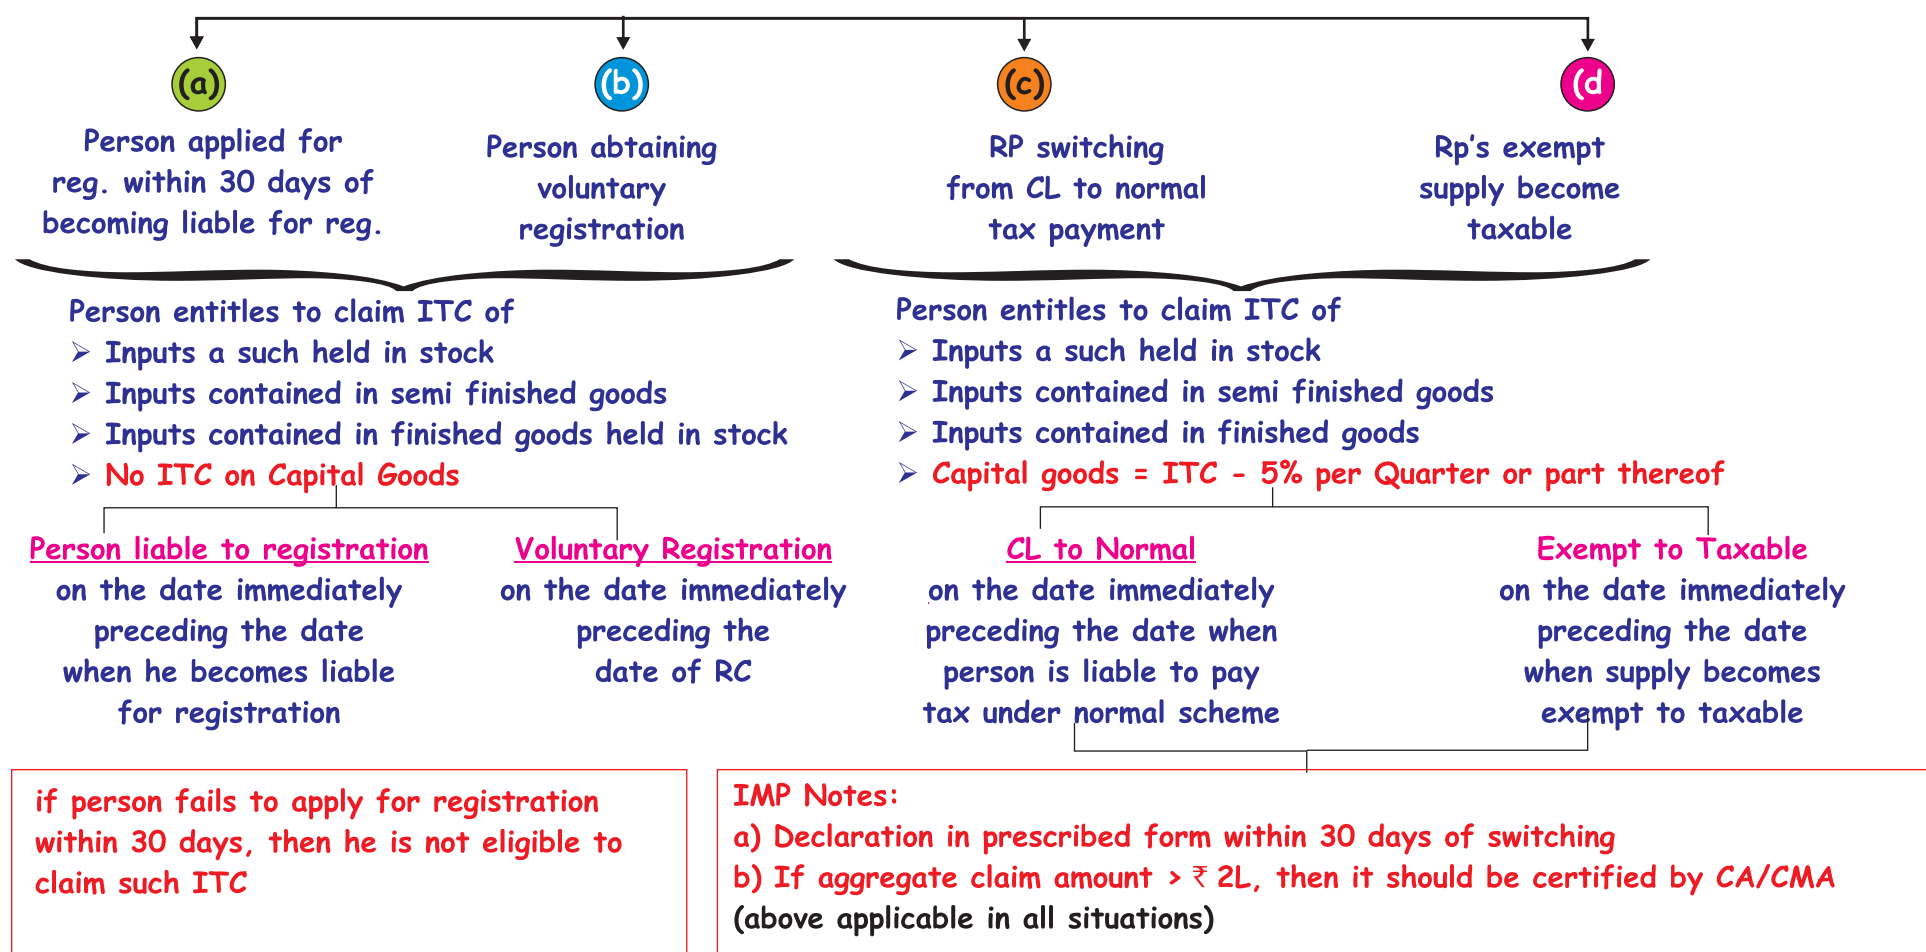 (a)
Person applied for
reg. within 30 days of
becoming liable for reg.
(b)
Person abtaining
voluntary
registration
(c)
RP switching
from CL to normal
tax payment
(d
Rp's exempt
supply become
taxable
Person entitles to claim ITC of
➢ Inputs a such held in stock
➢ Inputs contained in semi finished goods
➢ Inputs contained in finished goods held in stock
➢ No ITC on Capital Goods
Person entitles to claim ITC of
➢ Inputs a such held in stock
➢ Inputs contained in semi finished goods
➢ Inputs contained in finished goods
➢ Capital goods = ITC - 5% per Quarter or part thereof
Person liable to registration
on the date immediately
preceding the date
when he becomes liable
for registration
Voluntary Registration
on the date immediately
preceding the
date of RC
CL to Normal
on the date immediately
preceding the date when
person is liable to pay
tax under normal scheme
Exempt to Taxable
on the date immediately
preceding the date
when supply becomes
exempt to taxable
if person fails to apply for registration
within 30 days, then he is not eligible to
claim such ITC
IMP Notes:
a) Declaration in prescribed form within 30 days of switching
b) If aggregate claim amount > ₹ 2L, then it should be certified by CA/CMA
(above applicable in all situations)